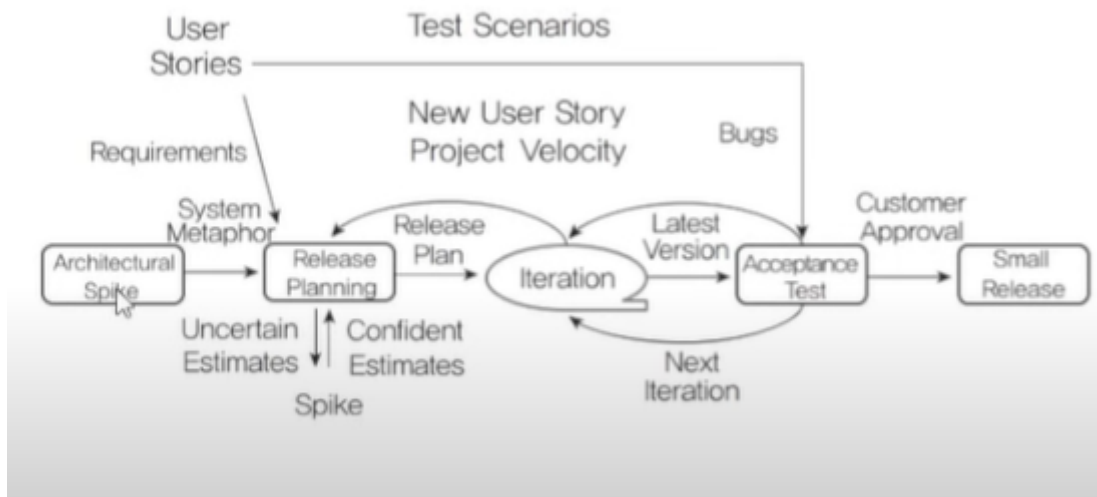 User
Stories
Test Scenarios
New User Story
Project Velocity
Bugs
Requirements
System
Metaphor
Release
Plan
Latest
Version
Customer
Approval
Architectural
Spike
Release
Planning
Iteration
Acceptance
Test
Small
Release
Uncertain
Estimates
Confident
Estimates
Next
Iteration
Spike